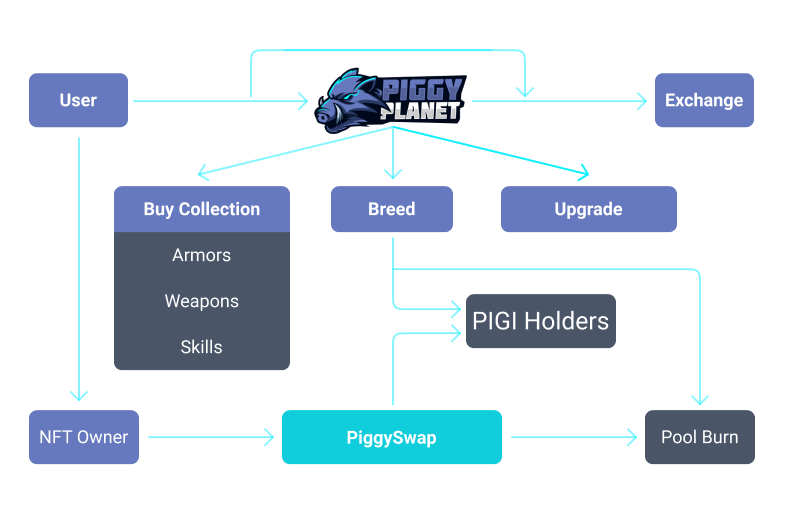 User
PIGGY
PLANET
Exchange
Buy Collection
Breed
Upgrade
Armors
Weapons
Skills
PIGI Holders
NFT Owner
PiggySwap
Pool Burn